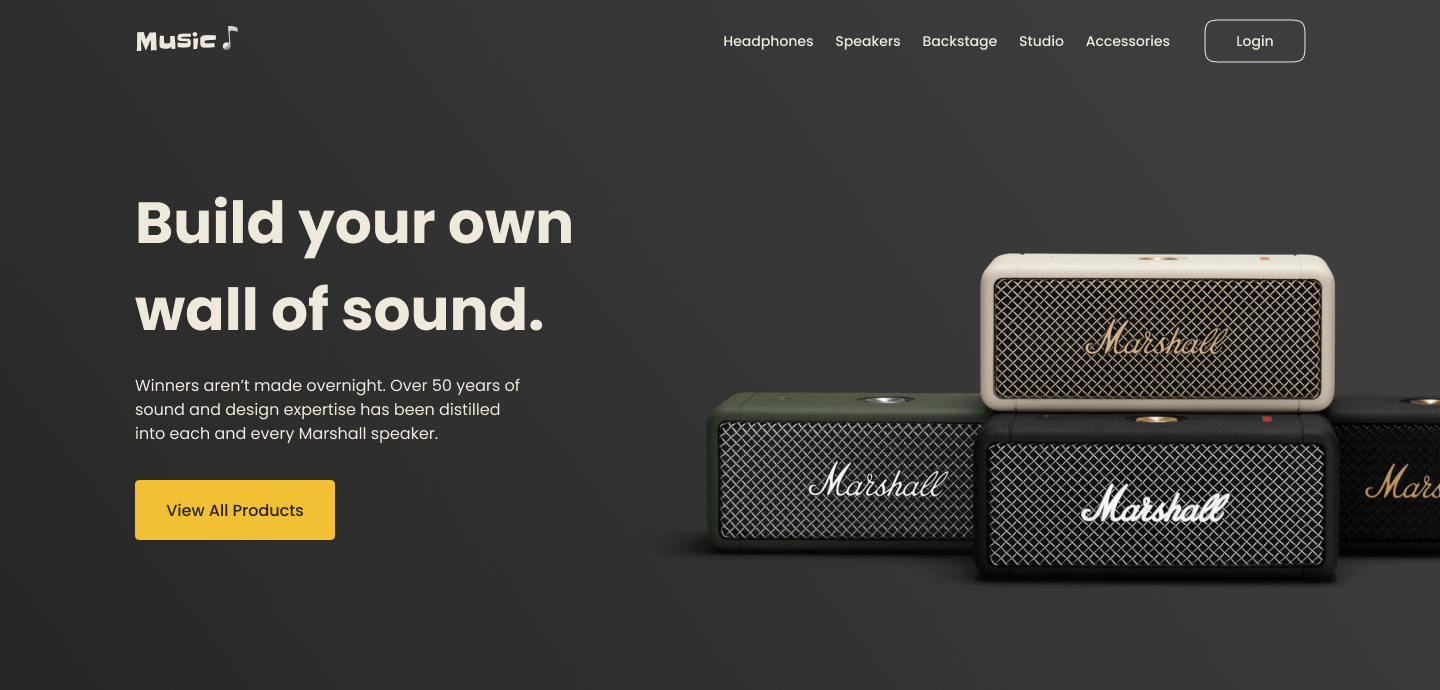 Music
Headphones Speakers Backstage Studio Accessories Login
Build your own
wall of sound.
Winners aren’t made overnight. Over 50 years of
sound and design expertise has been distilled
into each and every Marshall speaker.
View All Products
Marshall
Marshall
Marshall
Mars